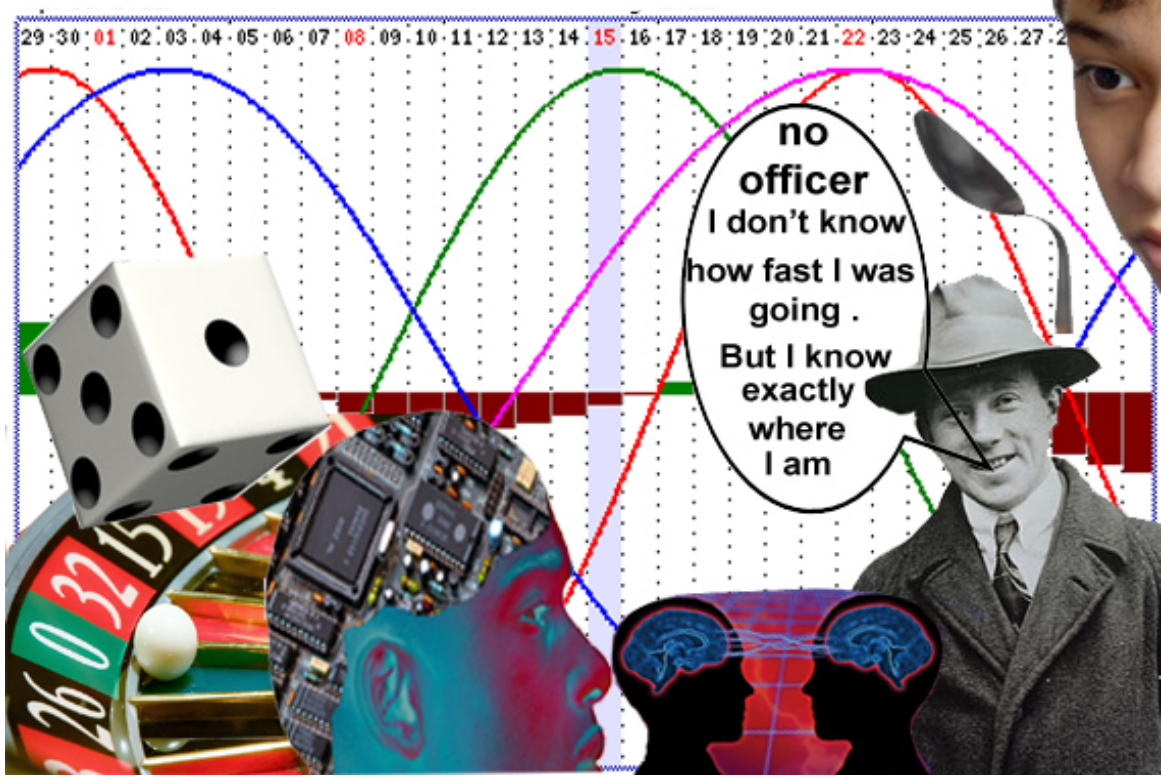 29 30 01 02 03 04 05 06 07 08 09 10 11 12 13 14 15 16 17 18 19 20 21 22 23 24 25 26 27
no
officer
I don't know
how fast I was
going .
But I know
exactly
where
I am
15
32
0
26